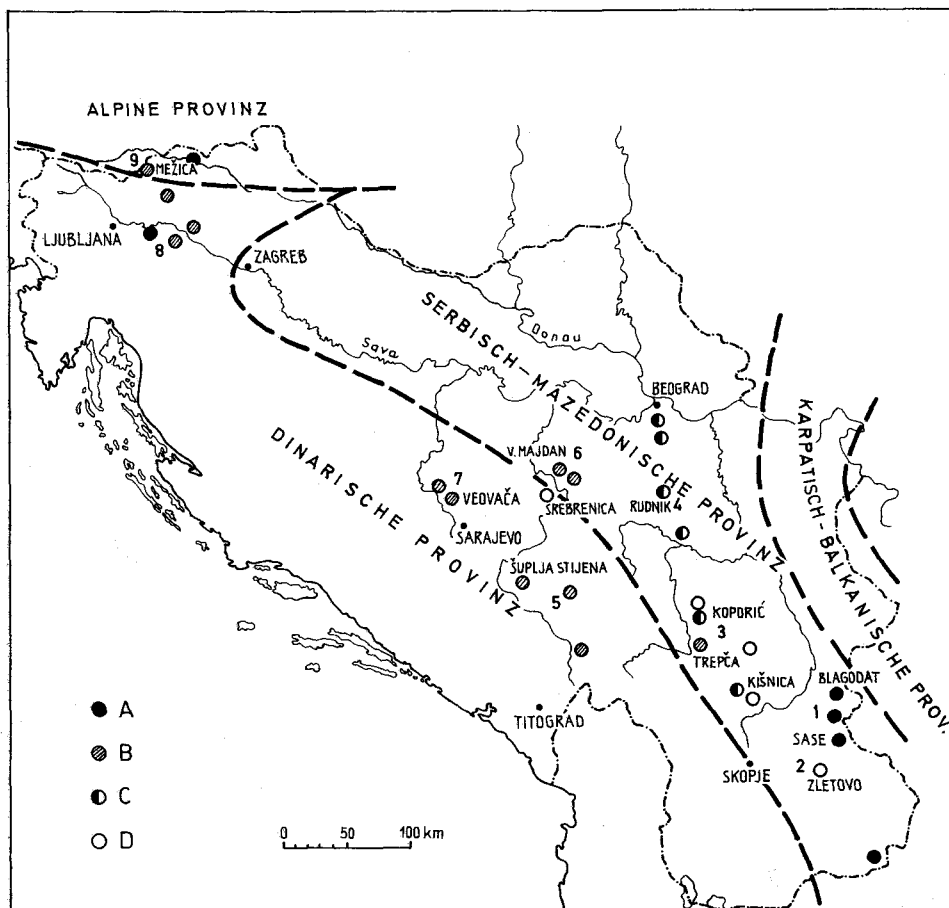 ALPINE PROVINZ
9
MEŽICA
LJUBLJANA
8
ZAGREB
SERBISCH-MAZEDONISCHE PROVINZ
Donau
Sava
KARPATISCH-BALKANISCHE PROV.
BEOGRAD
DINARISCHE PROVINZ
V. MAJDAN 6
7
VEOVAČA
SREBRENICA
RUDNIK 4
SARAJEVO
ŠUPLJA STIJENA
5
KOPORIĆ
3
TREPČA
BLAGODAT
KIŠNICA
1
A
TITOGRAD
SASE
B
SKOPJE
2
ZLETOVO
C
D
0 50 100 km